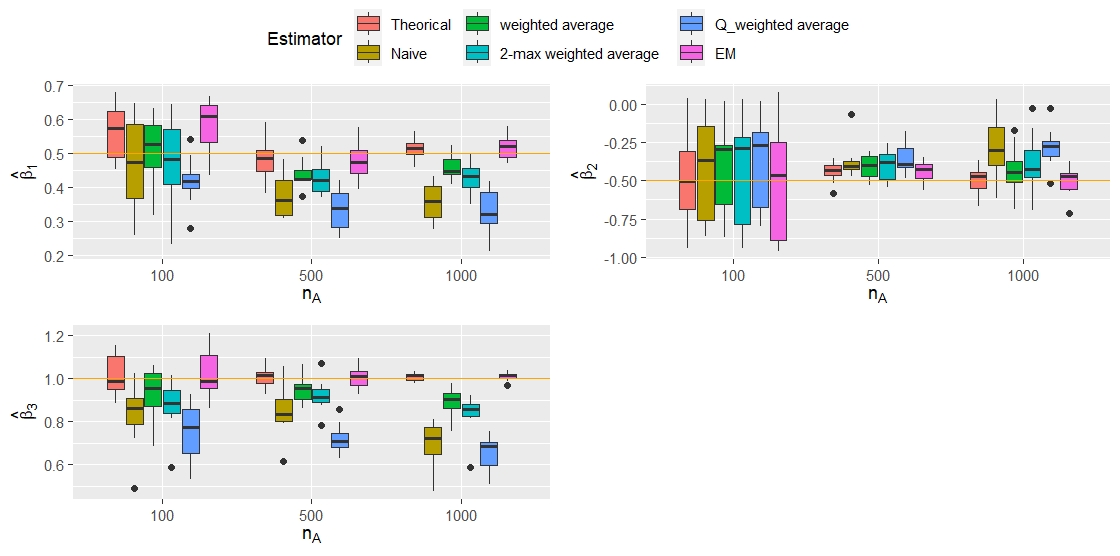 Estimator
Theorical
weighted average
Q_weighted average
Naive
2-max weighted average
EM
β̂1
0.7
0.6
0.5
0.4
0.3
0.2
100
500
1000
nA
β̂2
0.00
-0.25
-0.50
-0.75
-1.00
100
500
1000
nA
β̂3
1.2
1.0
0.8
0.6
100
500
1000
nA